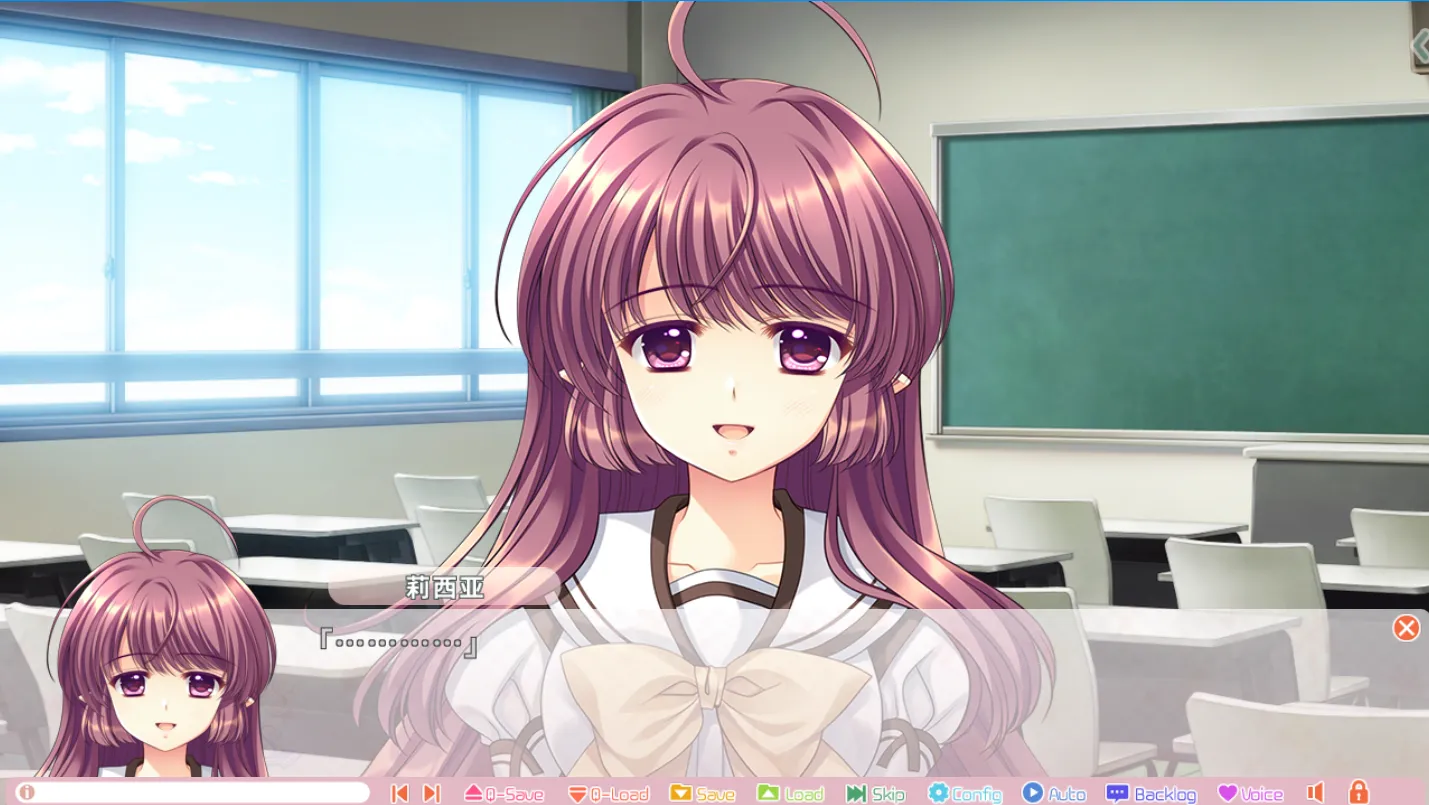 莉西亚
『…………』
Q-Save Q-Load Save Load Skip Config Auto Backlog Voice